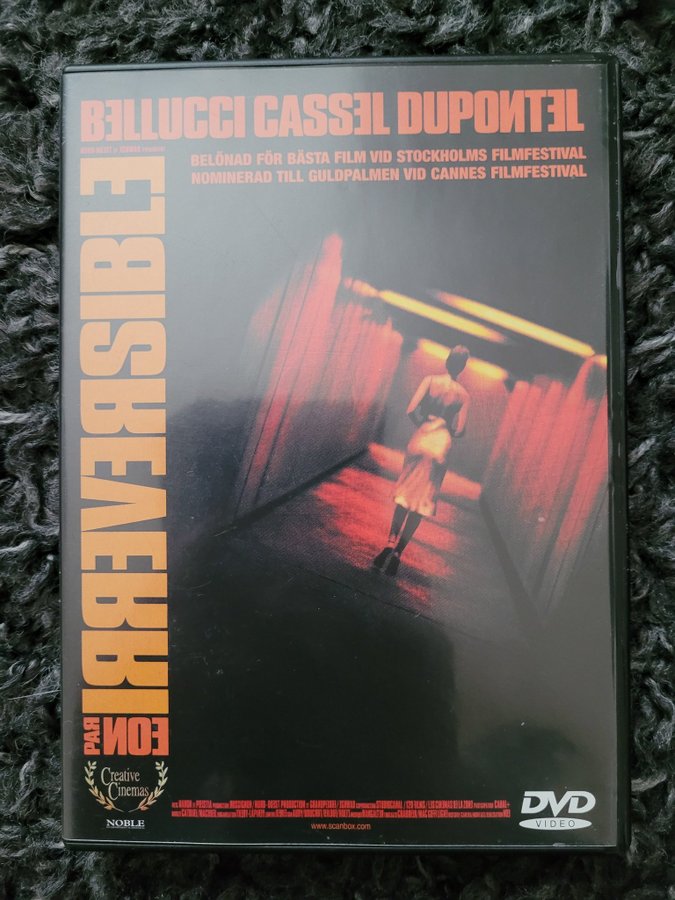 BELLUCCI CASSEL DUPONTEL
BELÖNAD FÖR BÄSTA FILM VID STOCKHOLMS FILMFESTIVAL
NOMINERAD TILL GULDPALMEN VID CANNES FILMFESTIVAL
IRREVERSIBLE
PAR NOE
Creative
Cinemas
NOBLE
www.scanbox.com
DVD
VIDEO